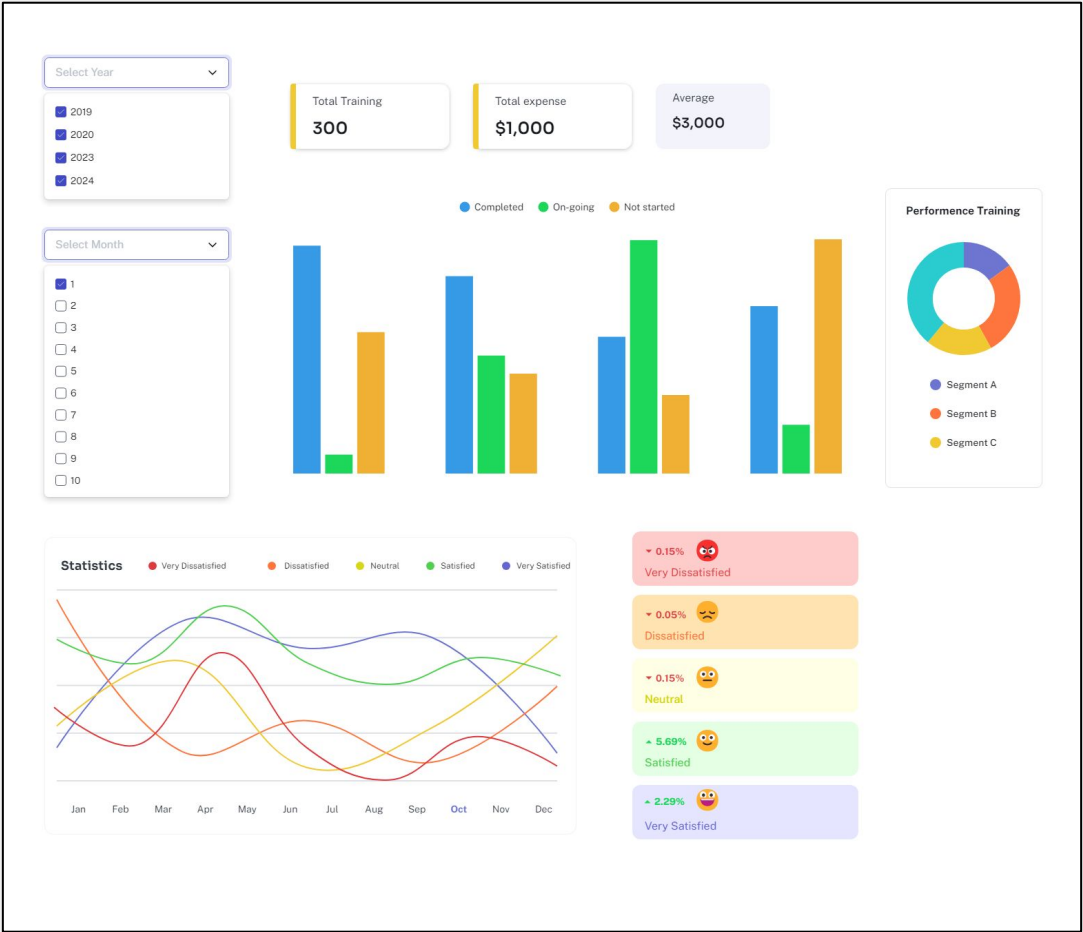 Select Year
2019
2020
2023
2024
Total Training
300
Total expense
$1,000
Average
$3,000
Select Month
1
2
3
4
5
6
7
8
9
10
Completed On-going Not started
Performence Training
Segment A
Segment B
Segment C
Statistics Very Dissatisfied Dissatisfied Neutral Satisfied Very Satisfied
Jan Feb Mar Apr May Jun Jul Aug Sep Oct Nov Dec
0.15%
Very Dissatisfied
0.05%
Dissatisfied
0.15%
Neutral
5.69%
Satisfied
2.29%
Very Satisfied